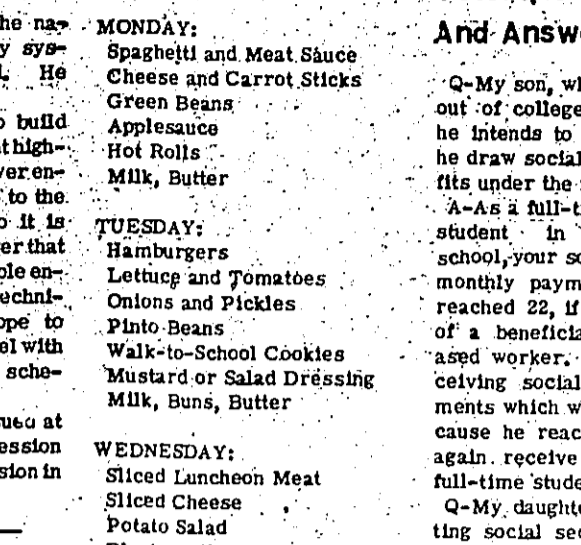 he na-
y sys-
He
build
high-
er en-
to the
it is
er that
ple en-
echni-
ope to
el with
sche-
at
ession
sion in
MONDAY:
Spaghetti and Meat Sauce
Cheese and Carrot Sticks
Green Beans
Applesauce
Hot Rolls
Milk, Butter
TUESDAY:
Hamburgers
Lettuce and Tomatoes
Onions and Pickles
Pinto Beans
Walk-to-School Cookies
Mustard or Salad Dressing
Milk, Buns, Butter
WEDNESDAY:
Sliced Luncheon Meat
Sliced Cheese
Potato Salad
And Answe
Q-My son, wh
out of college
he intends to
he draw social
fits under the
A-As a full-ti
student in
school, your so
monthly paym
reached 22, if
of a beneficia
ased worker.
ceiving social
ments which w
cause he reac
again receive
full-time stude
Q-My daughte
ting social sec